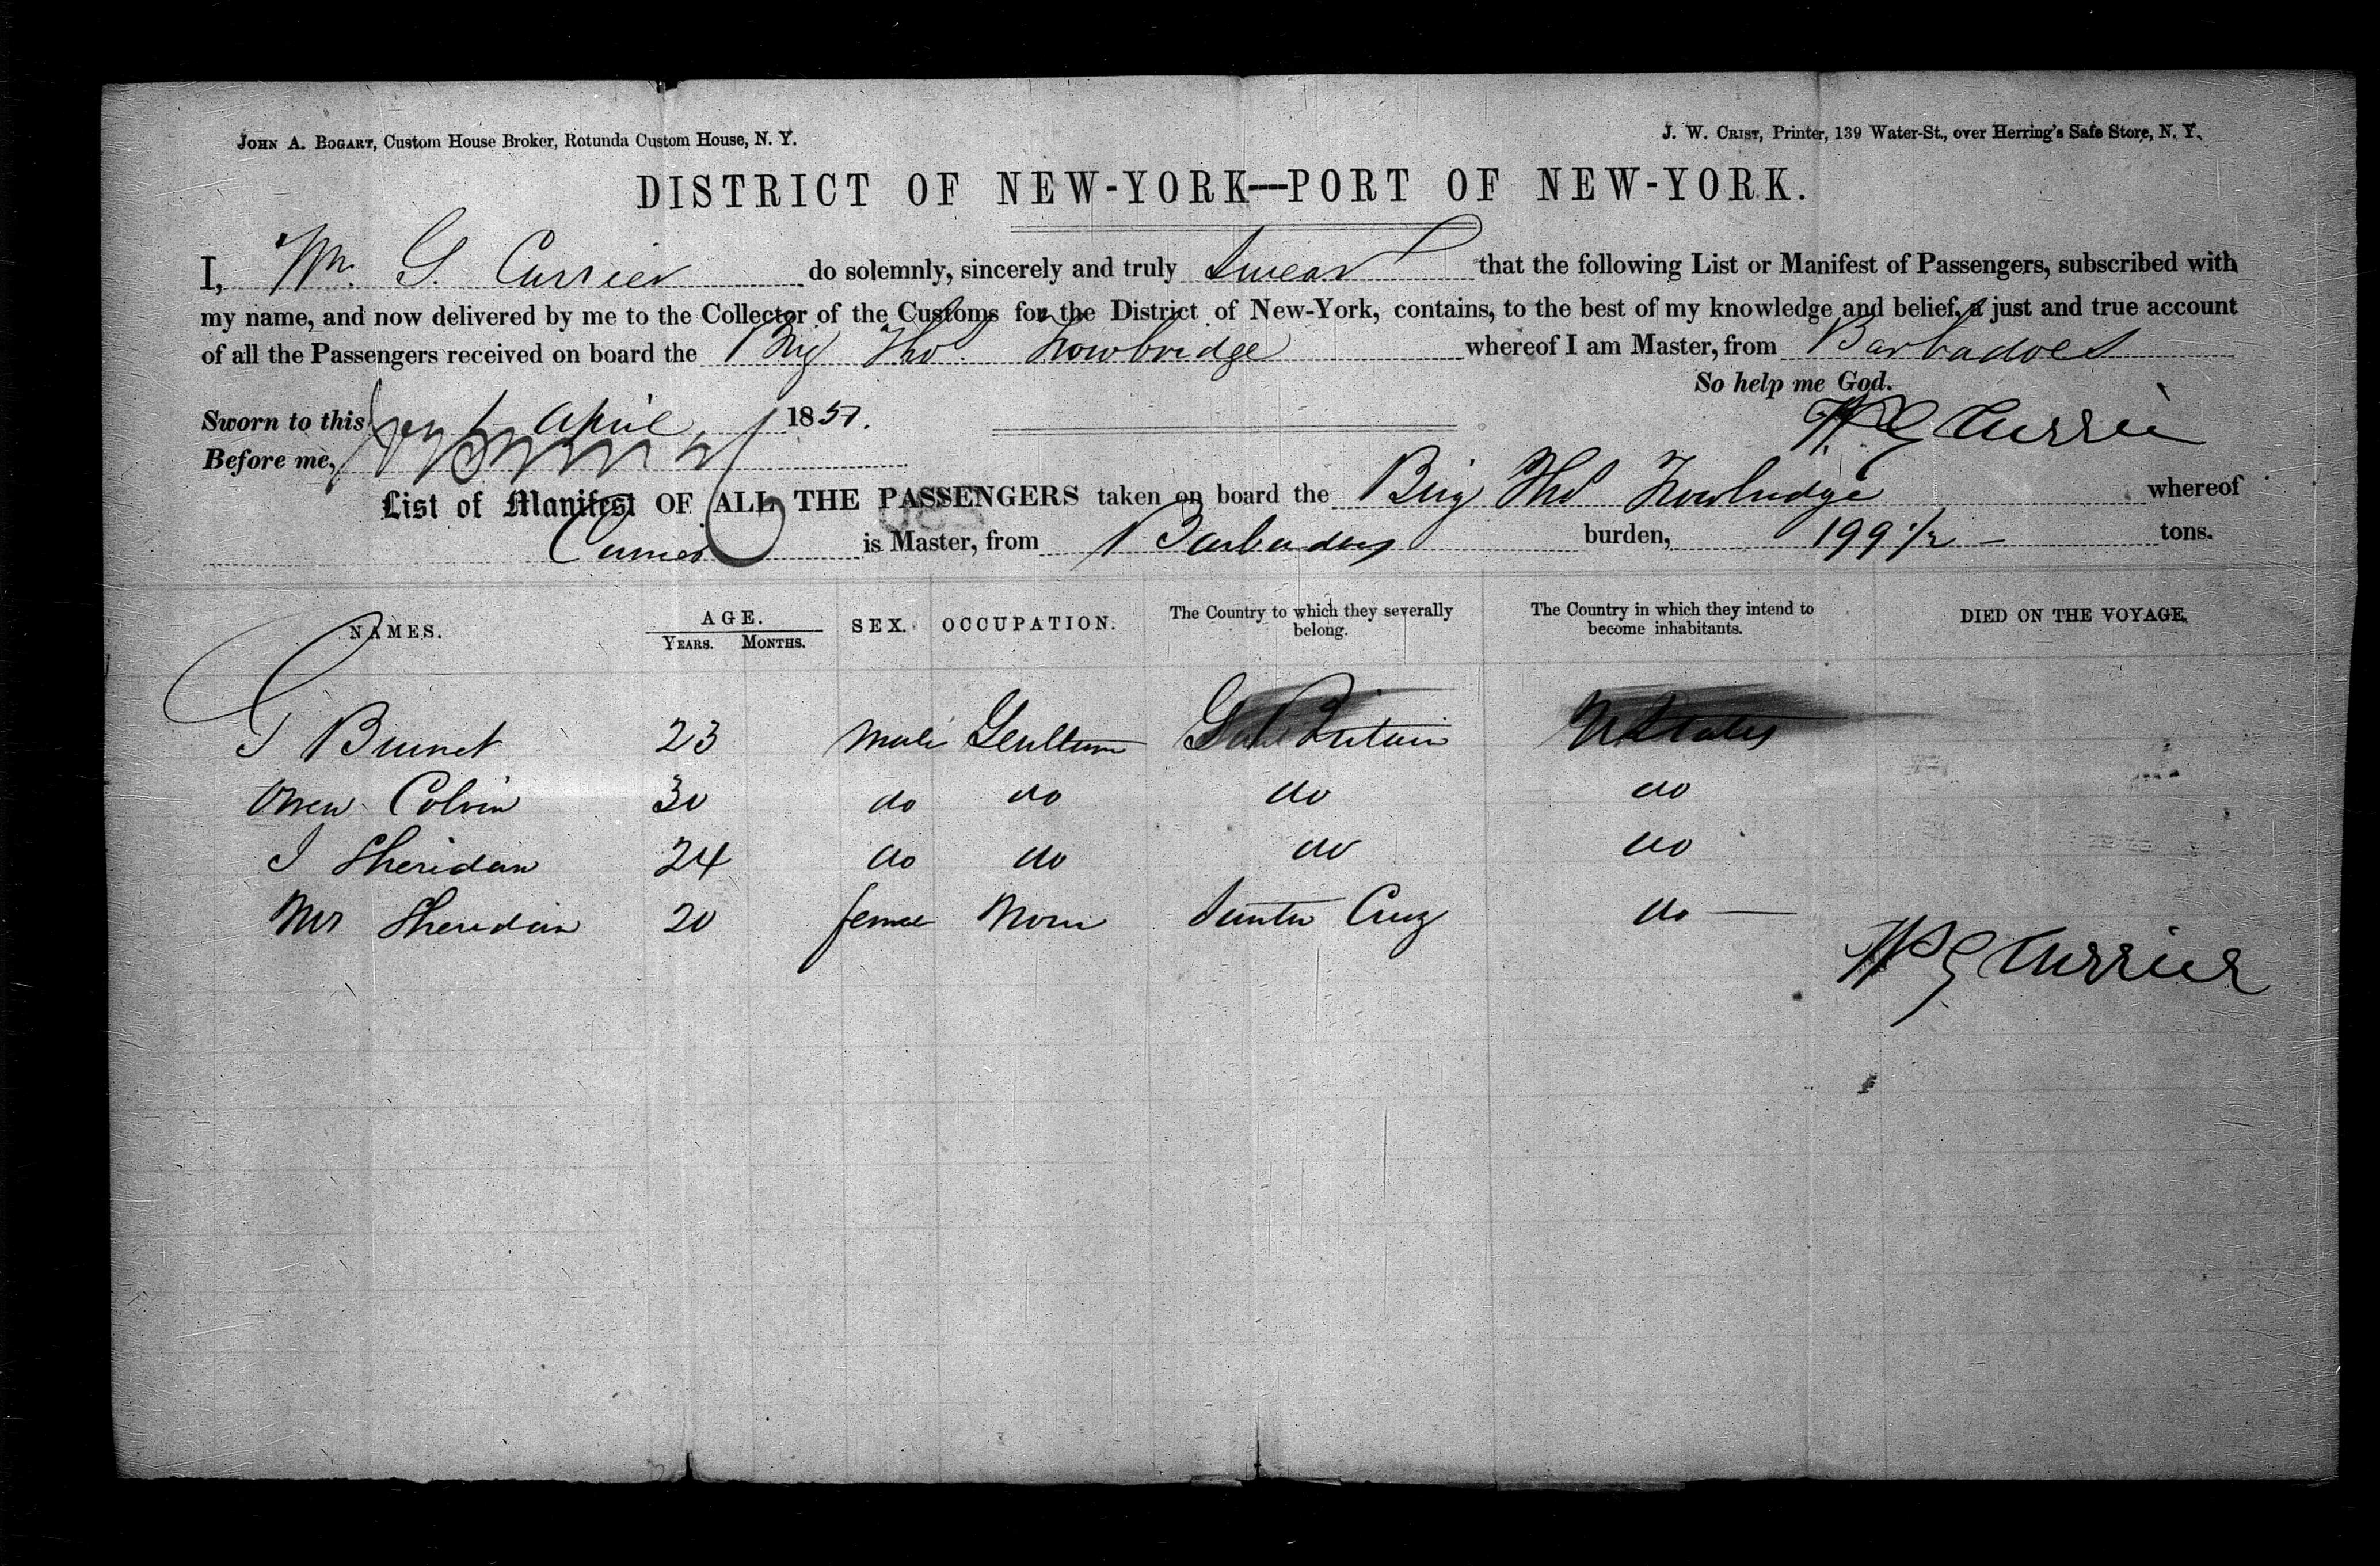 JOHN A. BOGART, Custom House Broker, Rotunda Custom House, N. Y.
J. W. CRIST, Printer, 139 Water-St., over Herring's Safe Store, N. Y.
DISTRICT OF NEW-YORK—PORT OF NEW-YORK.
I, Wm. G. Currier do solemnly, sincerely and truly Swear that the following List or Manifest of Passengers, subscribed with
my name, and now delivered by me to the Collector of the Customs for the District of New-York, contains, to the best of my knowledge and belief, a just and true account
of all the Passengers received on board the Brig Tho. Trowbridge whereof I am Master, from Barbadoes
So help me God.
Sworn to this April 1857. W G Currier
Before me,
List of Manifest OF ALL THE PASSENGERS taken on board the Brig Tho Trowbridge whereof
Currier is Master, from Barbadoes burden, 199 1/2 — tons.
NAMES. AGE. YEARS. MONTHS. SEX. OCCUPATION. The Country to which they severally belong. The Country in which they intend to become inhabitants. DIED ON THE VOYAGE.
23 male Gentleman Gt Britain U States
Colvin 30 do do do do
J Sheridan 24 do do do do
Mrs Sheridan 20 female None Santa Cruz do —
W G Currier